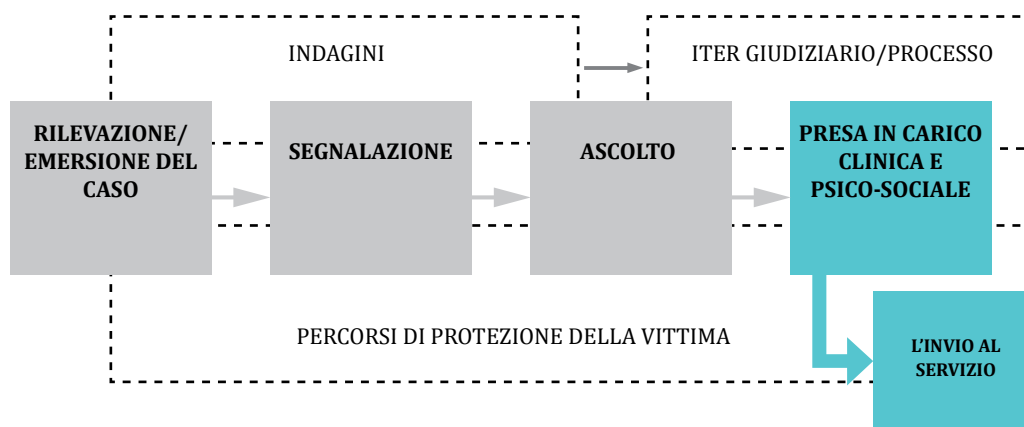 INDAGINI
ITER GIUDIZIARIO/PROCESSO
RILEVAZIONE/
EMERSIONE DEL
CASO
SEGNALAZIONE
ASCOLTO
PRESA IN CARICO
CLINICA E
PSICO-SOCIALE
PERCORSI DI PROTEZIONE DELLA VITTIMA
L’INVIO AL
SERVIZIO